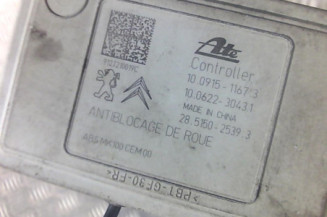 Ate
Controller
10.0915-1167.3
10.0622-3043.1
MADE IN CHINA
28.5150-2539.3
ANTIBLOCAGE DE ROUE
>PBT-GF30-FR<